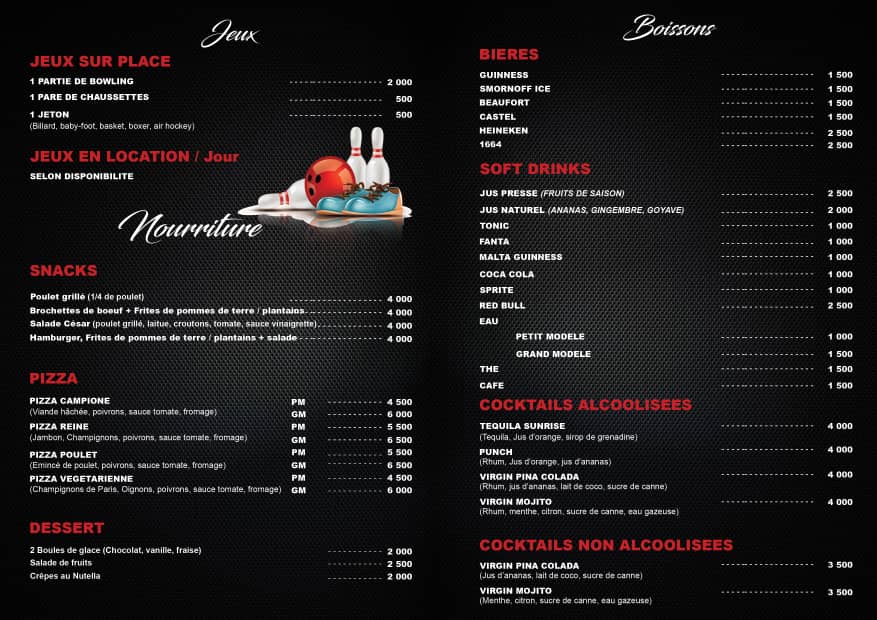 Jeux
JEUX SUR PLACE
1 PARTIE DE BOWLING 2 000
1 PARE DE CHAUSSETTES 500
1 JETON 500
(Billard, baby-foot, basket, boxer, air hockey)
JEUX EN LOCATION / Jour
SELON DISPONIBILITE
Nourriture
SNACKS
Poulet grillé (1/4 de poulet) 4 000
Brochettes de boeuf + Frites de pommes de terre / plantains 4 000
Salade César (poulet grillé, laitue, croutons, tomate, sauce vinaigrette) 4 000
Hamburger, Frites de pommes de terre / plantains + salade 4 000
PIZZA
PIZZA CAMPIONE PM 4 500
(Viande hâchée, poivrons, sauce tomate, fromage) GM 6 000
PIZZA REINE PM 5 500
(Jambon, Champignons, poivrons, sauce tomate, fromage) GM 6 500
PIZZA POULET PM 5 500
(Emincé de poulet, poivrons, sauce tomate, fromage) GM 6 500
PIZZA VEGETARIENNE PM 4 500
(Champignons de Paris, Oignons, poivrons, sauce tomate, fromage) GM 6 000
DESSERT
2 Boules de glace (Chocolat, vanille, fraise) 2 000
Salade de fruits 2 500
Crêpes au Nutella 2 000
Boissons
BIERES
GUINNESS 1 500
SMORNOFF ICE 1 500
BEAUFORT 1 500
CASTEL 1 500
HEINEKEN 2 500
1664 2 500
SOFT DRINKS
JUS PRESSE (FRUITS DE SAISON) 2 500
JUS NATUREL (ANANAS, GINGEMBRE, GOYAVE) 2 000
TONIC 1 000
FANTA 1 000
MALTA GUINNESS 1 000
COCA COLA 1 000
SPRITE 1 000
RED BULL 2 500
EAU
PETIT MODELE 1 000
GRAND MODELE 1 500
THE 1 500
CAFE 1 500
COCKTAILS ALCOOLISEES
TEQUILA SUNRISE 4 000
(Tequila, Jus d'orange, sirop de grenadine)
PUNCH 4 000
(Rhum, Jus d'orange, jus d'ananas)
VIRGIN PINA COLADA 4 000
(Rhum, jus d'ananas, lait de coco, sucre de canne)
VIRGIN MOJITO 4 000
(Rhum, menthe, citron, sucre de canne, eau gazeuse)
COCKTAILS NON ALCOOLISEES
VIRGIN PINA COLADA 3 500
(Jus d'ananas, lait de coco, sucre de canne)
VIRGIN MOJITO 3 500
(Menthe, citron, sucre de canne, eau gazeuse)